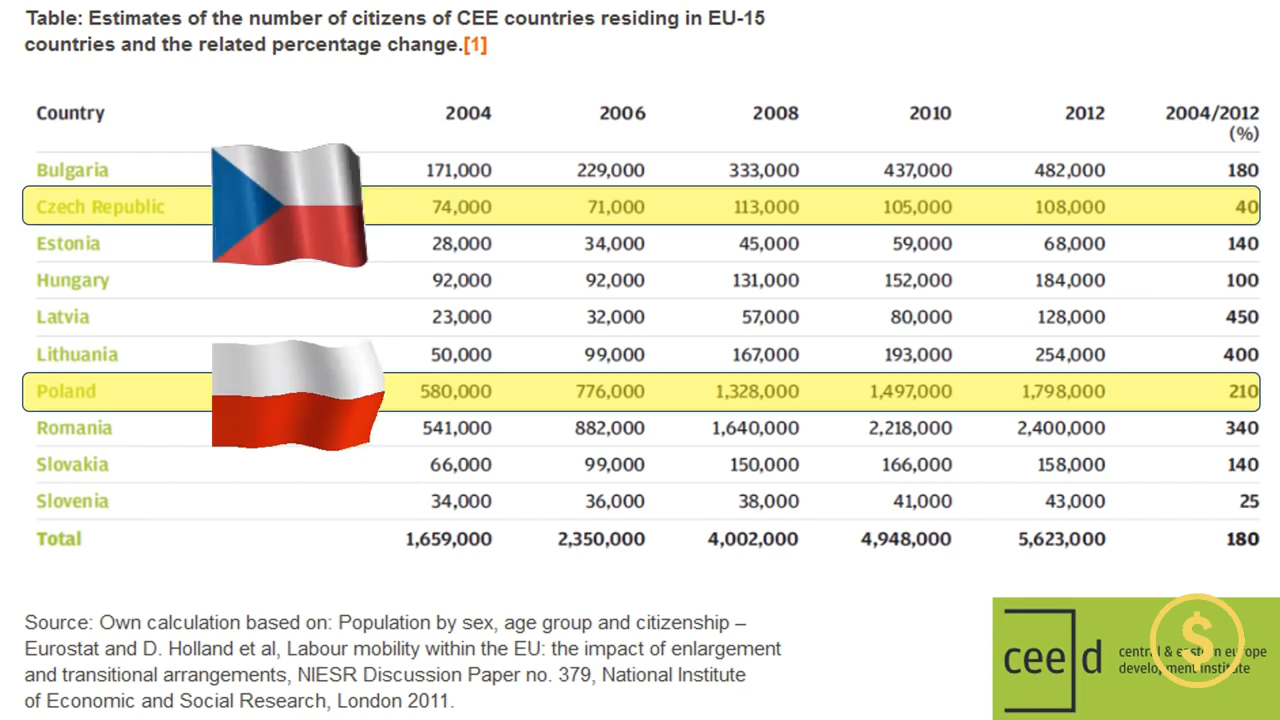 Table: Estimates of the number of citizens of CEE countries residing in EU-15
countries and the related percentage change.[1]
Country 2004 2006 2008 2010 2012 2004/2012
(%)
Bulgaria 171,000 229,000 333,000 437,000 482,000 180
Czech Republic 74,000 71,000 113,000 105,000 108,000 40
Estonia 28,000 34,000 45,000 59,000 68,000 140
Hungary 92,000 92,000 131,000 152,000 184,000 100
Latvia 23,000 32,000 57,000 80,000 128,000 450
Lithuania 50,000 99,000 167,000 193,000 254,000 400
Poland 580,000 776,000 1,328,000 1,497,000 1,798,000 210
Romania 541,000 882,000 1,640,000 2,218,000 2,400,000 340
Slovakia 66,000 99,000 150,000 166,000 158,000 140
Slovenia 34,000 36,000 38,000 41,000 43,000 25
Total 1,659,000 2,350,000 4,002,000 4,948,000 5,623,000 180
Source: Own calculation based on: Population by sex, age group and citizenship –
Eurostat and D. Holland et al, Labour mobility within the EU: the impact of enlargement
and transitional arrangements, NIESR Discussion Paper no. 379, National Institute
of Economic and Social Research, London 2011.
ceed
central & eastern europe
development institute
$